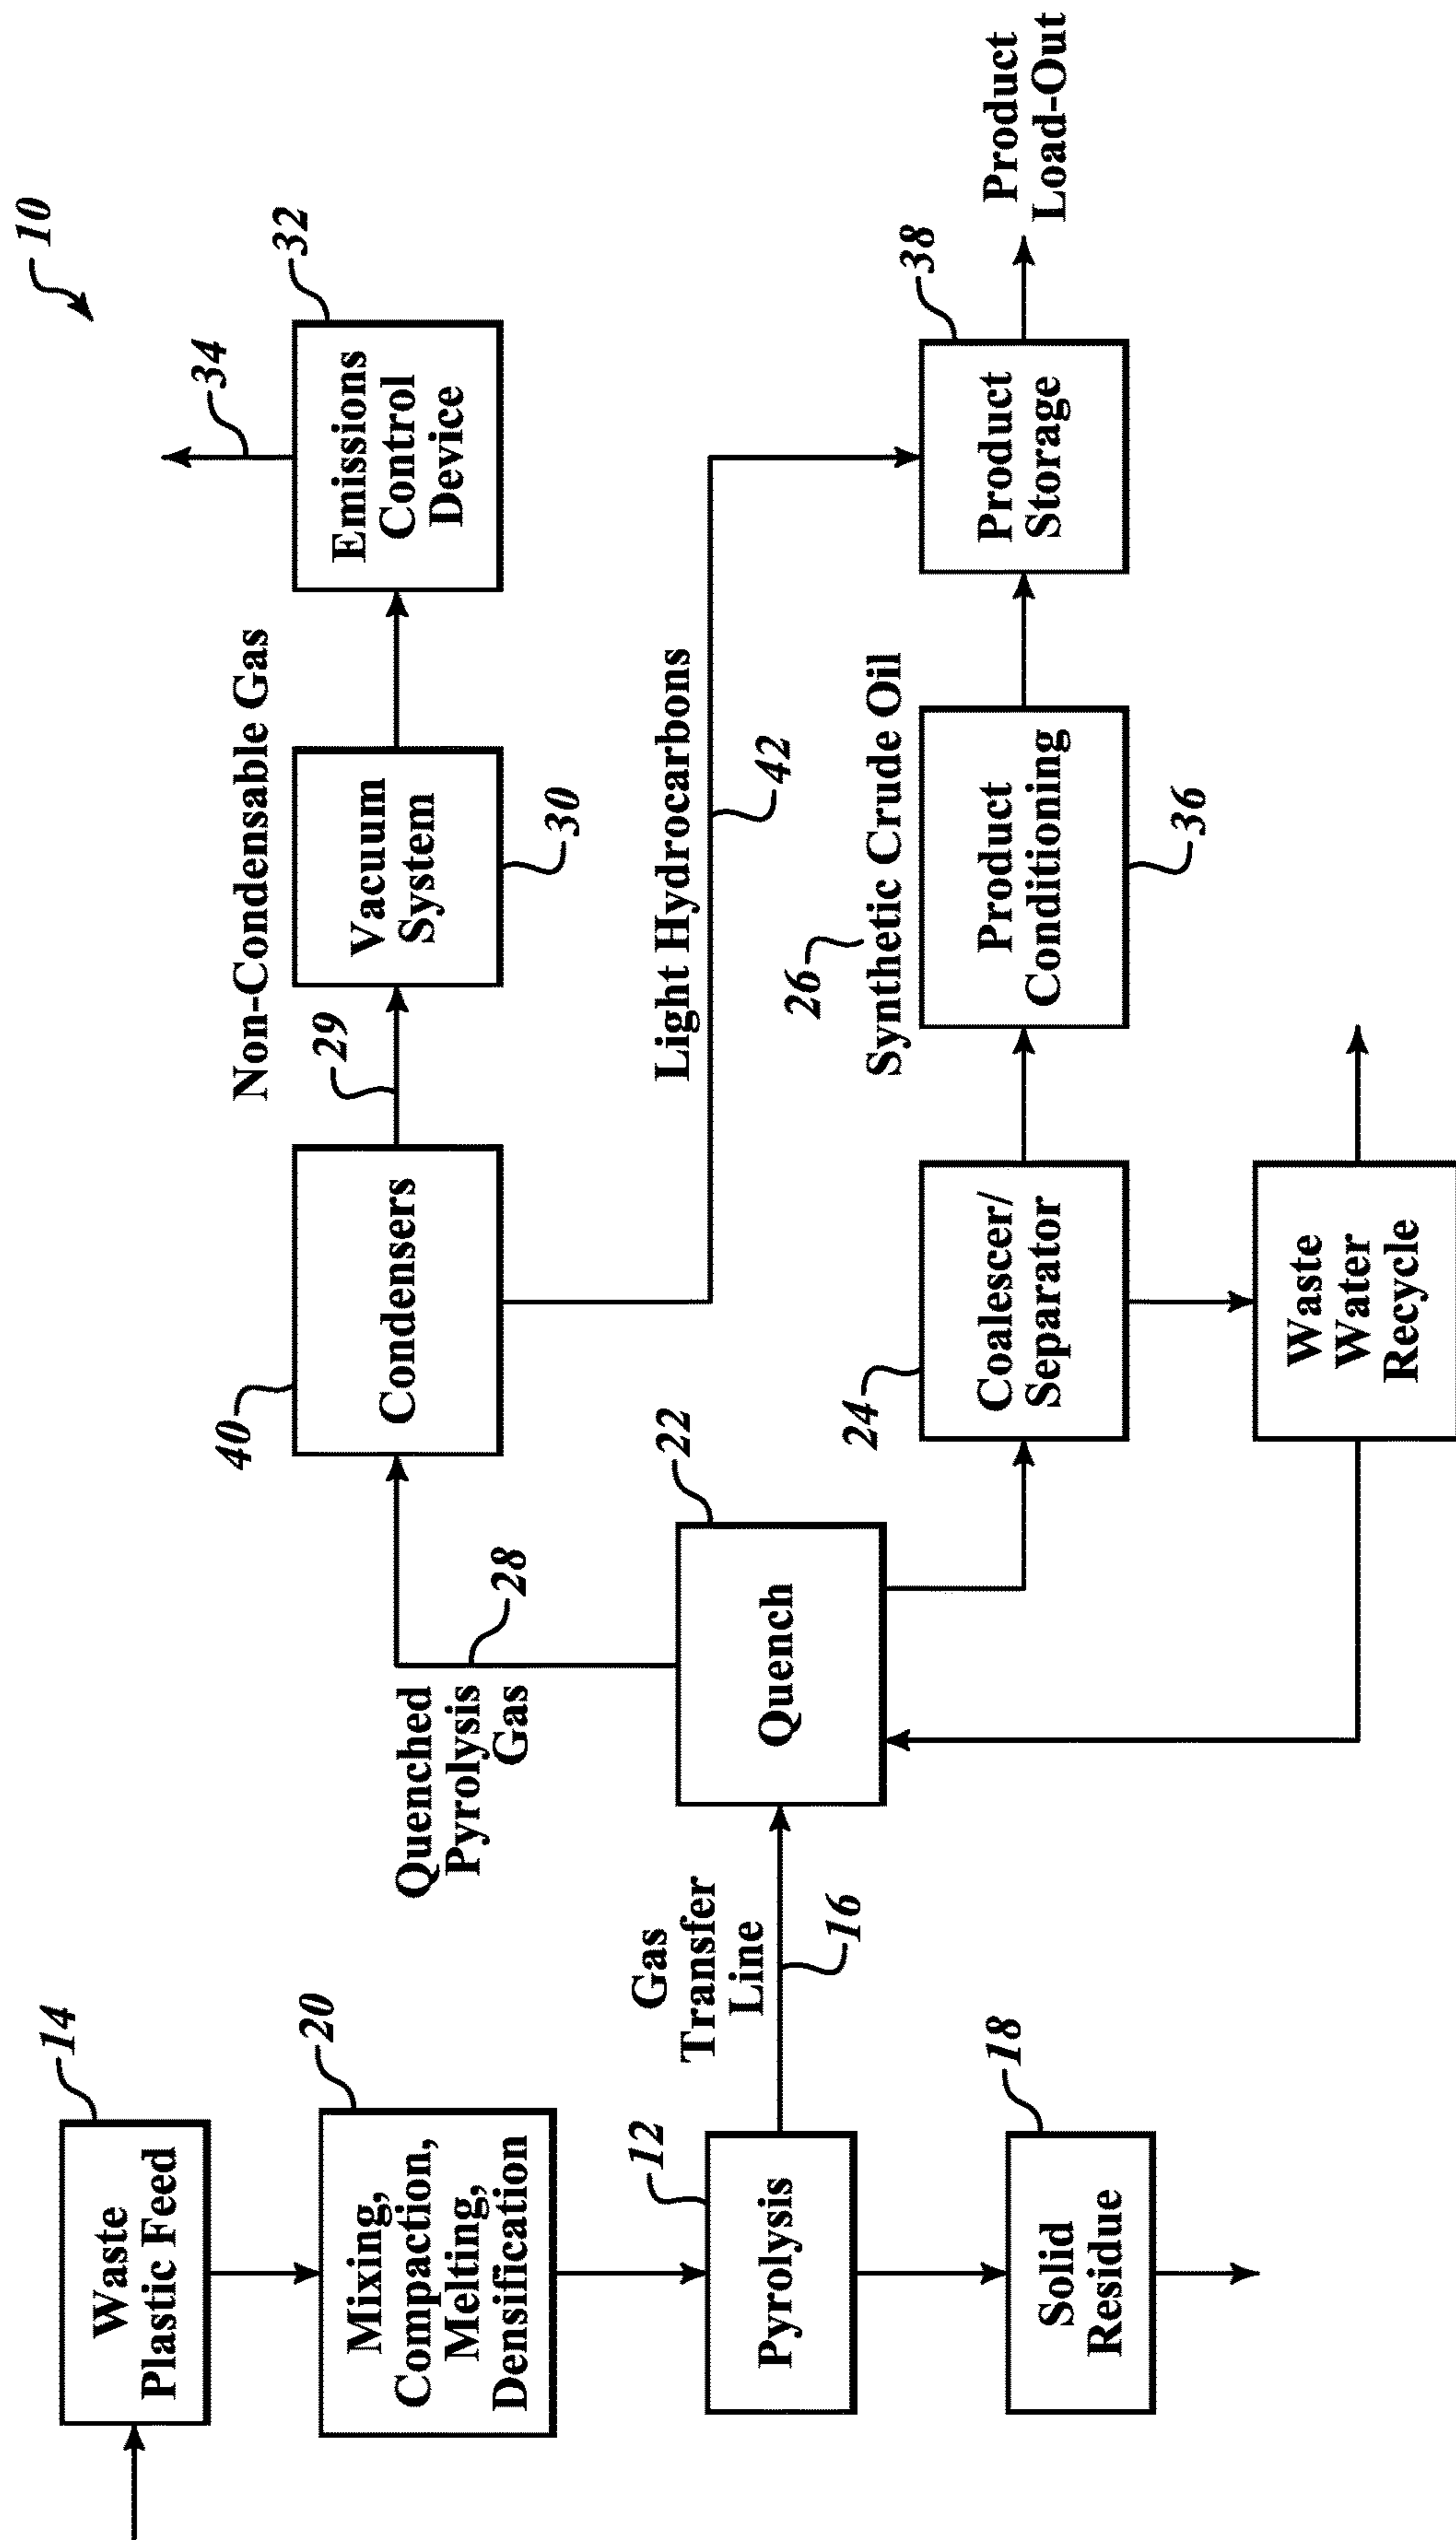 10
14
Waste
Plastic Feed
20
Mixing,
Compaction,
Melting,
Densification
12
Pyrolysis
18
Solid
Residue
Gas
Transfer
Line
16
22
Quench
Quenched
Pyrolysis
Gas
28
40
Condensers
29
Non-Condensable Gas
Vacuum
System
30
32
Emissions
Control
Device
34
Light Hydrocarbons
42
24
Coalescer/
Separator
Waste
Water
Recycle
26
Synthetic Crude Oil
Product
Conditioning
36
38
Product
Storage
Product
Load-Out